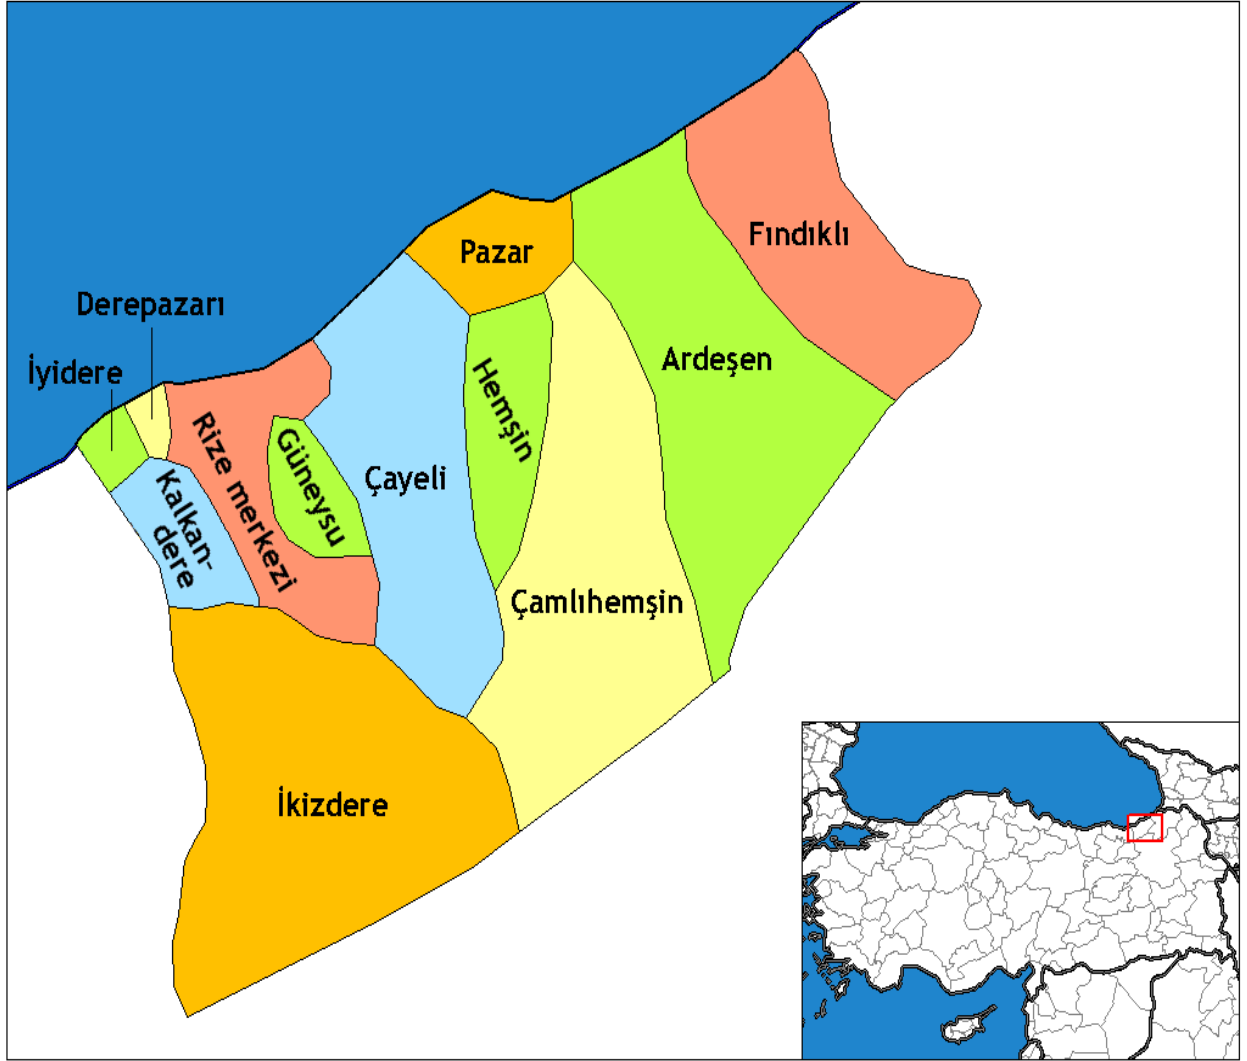 Fındıklı
Pazar
Derepazarı
Ardeşen
İyidere
Hemşin
Rize merkezi
Güneysu
Çayeli
Kalkan-
dere
Çamlıhemşin
İkizdere